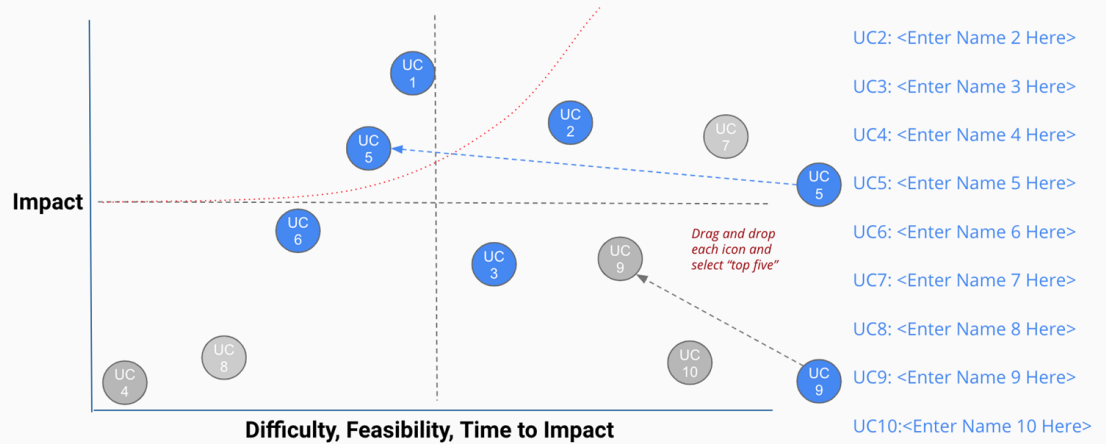 UC2: <Enter Name 2 Here>
UC
1
UC3: <Enter Name 3 Here>
UC
2
UC
7
UC4: <Enter Name 4 Here>
UC
5
UC
5
UC5: <Enter Name 5 Here>
Impact
UC
6
Drag and drop
each icon and
select “top five”
UC6: <Enter Name 6 Here>
UC
3
UC
9
UC7: <Enter Name 7 Here>
UC8: <Enter Name 8 Here>
UC
4
UC
8
UC
10
UC
9
UC9: <Enter Name 9 Here>
Difficulty, Feasibility, Time to Impact
UC10:<Enter Name 10 Here>